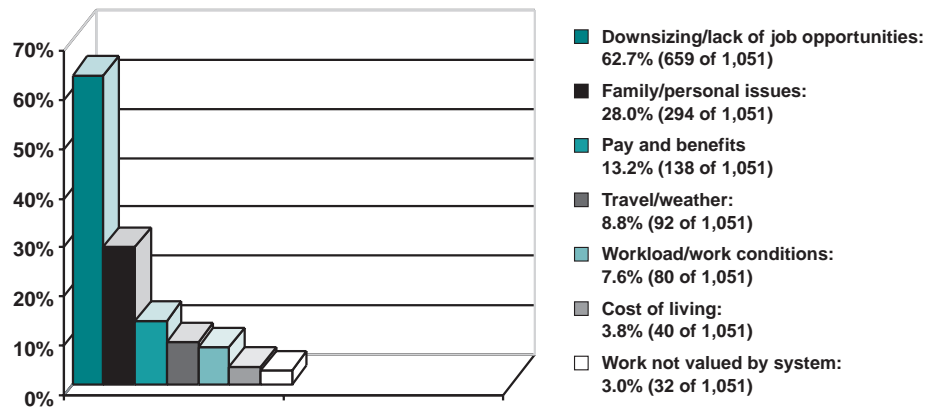 70%
60%
50%
40%
30%
20%
10%
0%
Downsizing/lack of job opportunities:
62.7% (659 of 1,051)
Family/personal issues:
28.0% (294 of 1,051)
Pay and benefits
13.2% (138 of 1,051)
Travel/weather:
8.8% (92 of 1,051)
Workload/work conditions:
7.6% (80 of 1,051)
Cost of living:
3.8% (40 of 1,051)
Work not valued by system:
3.0% (32 of 1,051)